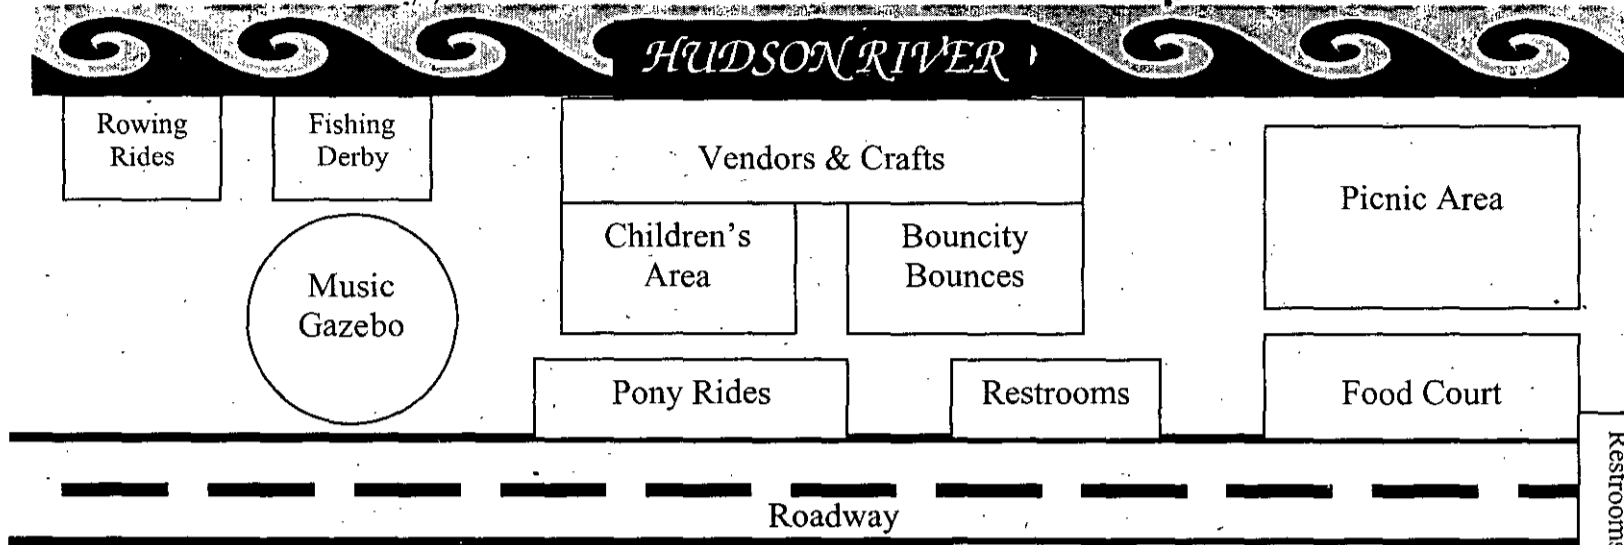 HUDSON RIVER
Rowing
Rides
Fishing
Derby
Vendors & Crafts
Picnic Area
Children's
Area
Bouncity
Bounces
Music
Gazebo
Pony Rides
Restrooms
Food Court
Restrooms
Roadway